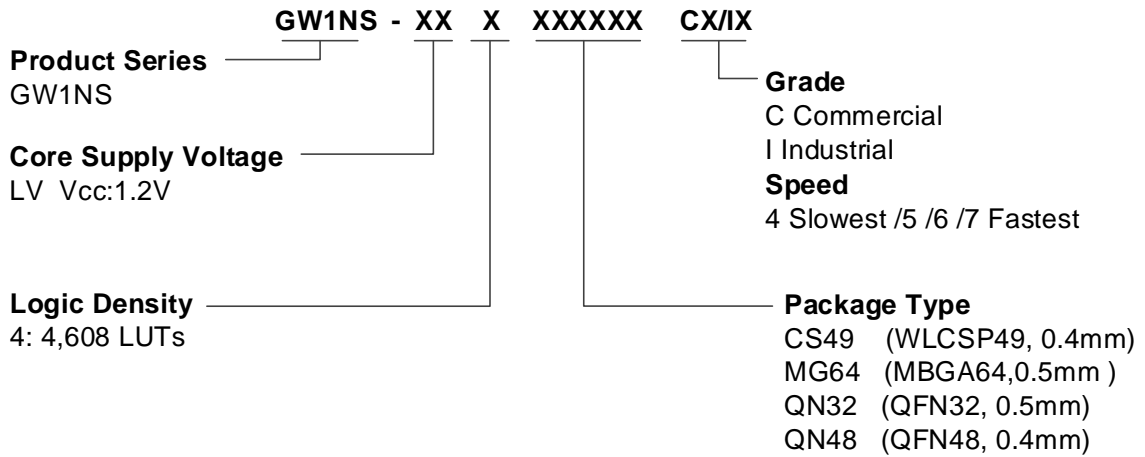 GW1NS - XX X XXXXXX CX/IX
Product Series
GW1NS
Core Supply Voltage
LV Vcc:1.2V
Logic Density
4: 4,608 LUTs
Grade
C Commercial
I Industrial
Speed
4 Slowest /5 /6 /7 Fastest
Package Type
CS49 (WLCSP49, 0.4mm)
MG64 (MBGA64,0.5mm )
QN32 (QFN32, 0.5mm)
QN48 (QFN48, 0.4mm)